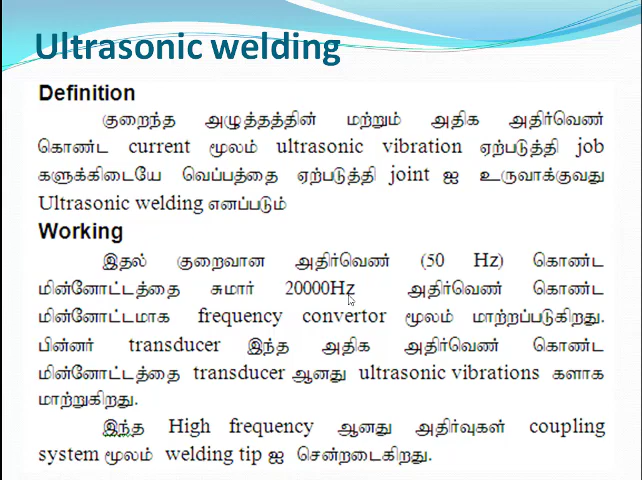 Ultrasonic welding
Definition
குறைந்த அழுத்தத்தின் மற்றும் அதிக அதிர்வெண்
கொண்ட current மூலம் ultrasonic vibration ஏற்படுத்தி job
களுக்கிடையே வெப்பத்தை ஏற்படுத்தி joint ஐ உருவாக்குவது
Ultrasonic welding எனப்படும்
Working
இதல் குறைவான அதிர்வெண் (50 Hz) கொண்ட
மின்னோட்டத்தை சுமார் 20000Hz அதிர்வெண் கொண்ட
மின்னோட்டமாக frequency convertor மூலம் மாற்றப்படுகிறது.
பின்னர் transducer இந்த அதிக அதிர்வெண் கொண்ட
மின்னோட்டத்தை transducer ஆனது ultrasonic vibrations களாக
மாற்றுகிறது.
இந்த High frequency ஆனது அதிர்வுகள் coupling
system மூலம் welding tip ஐ சென்றடைகிறது.